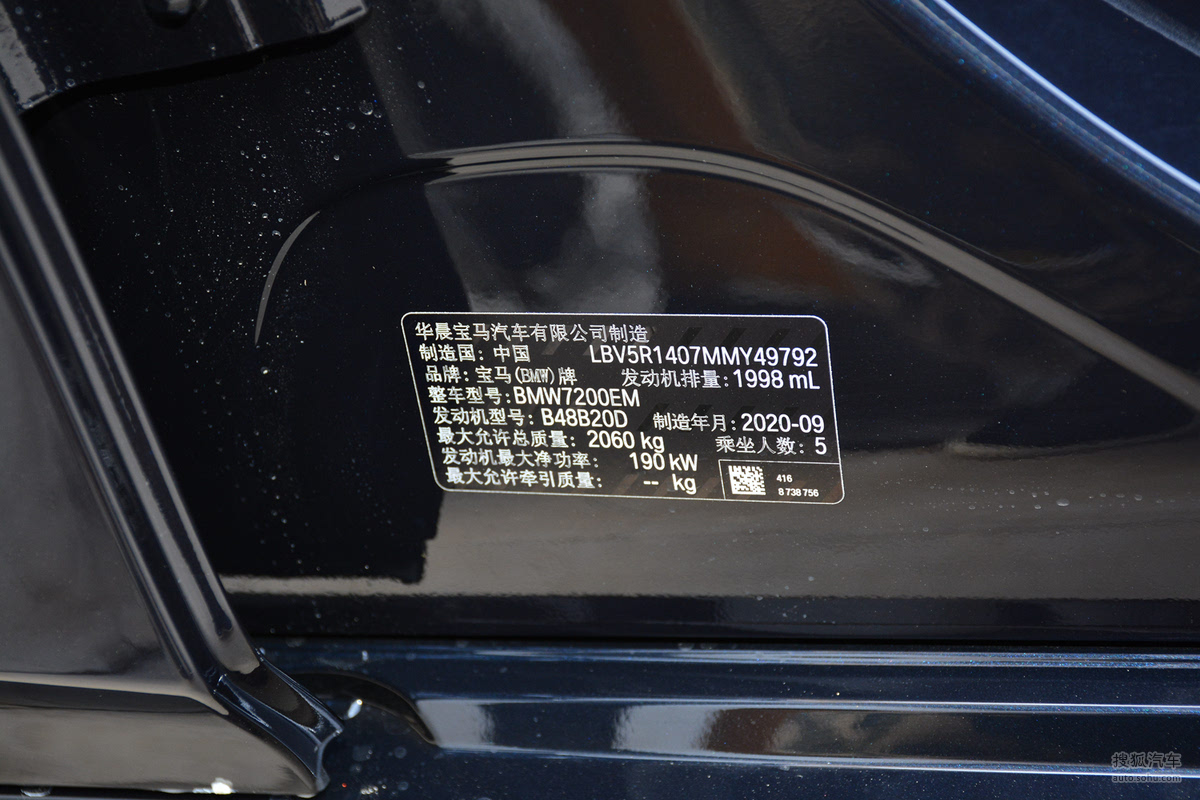 华晨宝马汽车有限公司制造
制造国: 中国 LBV5R1407MMY49792
品牌: 宝马(BMW)牌 发动机排量: 1998 mL
整车型号: BMW7200EM
发动机型号: B48B20D 制造年月: 2020-09
最大允许总质量: 2060 kg 乘坐人数: 5
发动机最大净功率: 190 kW
最大允许牵引质量: -- kg
416
8 738 756
搜狐汽车
auto.sohu.com